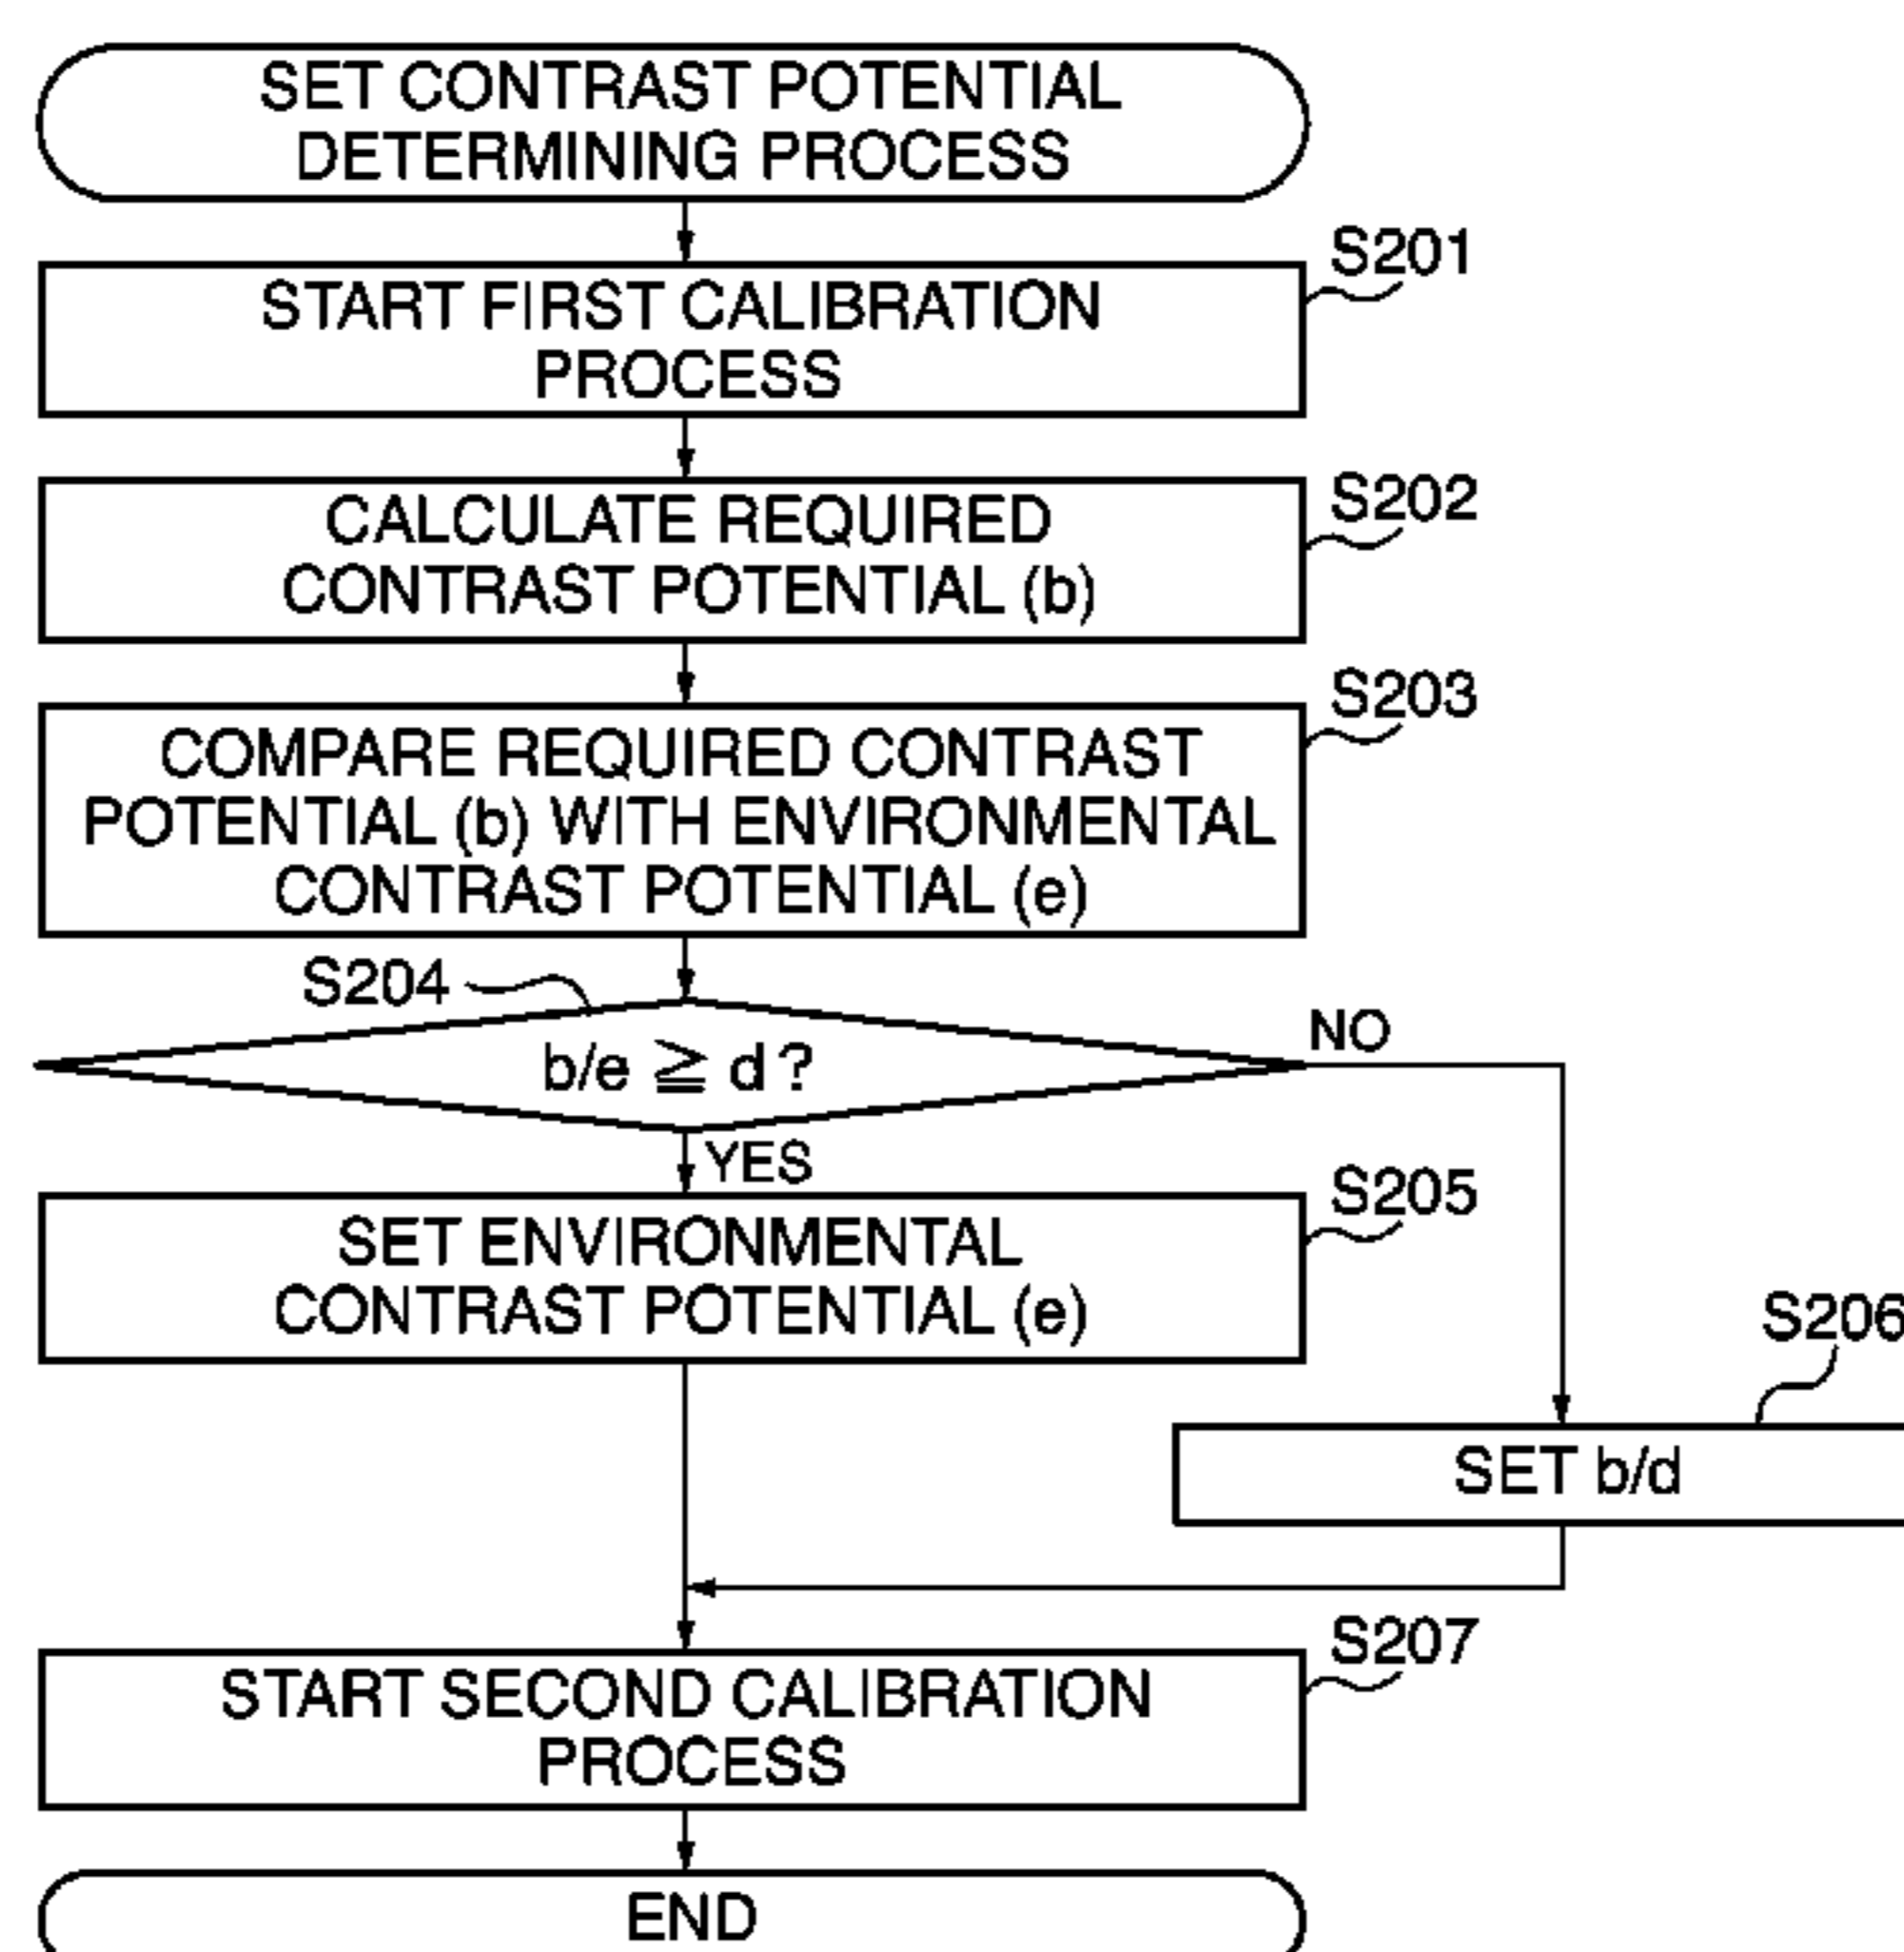 SET CONTRAST POTENTIAL
DETERMINING PROCESS
S201
START FIRST CALIBRATION
PROCESS
S202
CALCULATE REQUIRED
CONTRAST POTENTIAL (b)
S203
COMPARE REQUIRED CONTRAST
POTENTIAL (b) WITH ENVIRONMENTAL
CONTRAST POTENTIAL (e)
S204
b/e ≧ d ?
NO
YES
S205
SET ENVIRONMENTAL
CONTRAST POTENTIAL (e)
S206
SET b/d
S207
START SECOND CALIBRATION
PROCESS
END